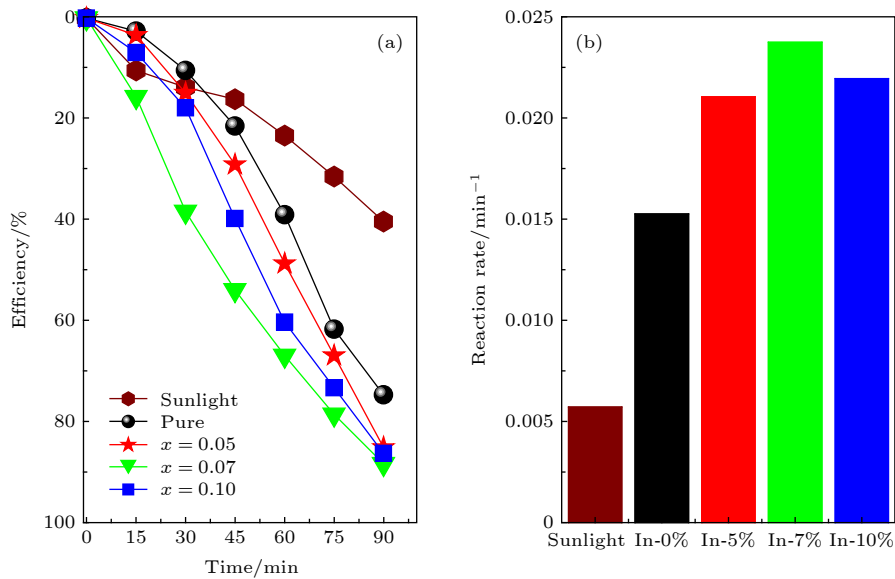 (a)
0
20
40
60
80
100
Efficiency/%
Sunlight
Pure
x = 0.05
x = 0.07
x = 0.10
0 15 30 45 60 75 90
Time/min
(b)
0.025
0.020
0.015
0.010
0.005
0
Reaction rate/min⁻¹
Sunlight In-0% In-5% In-7% In-10%